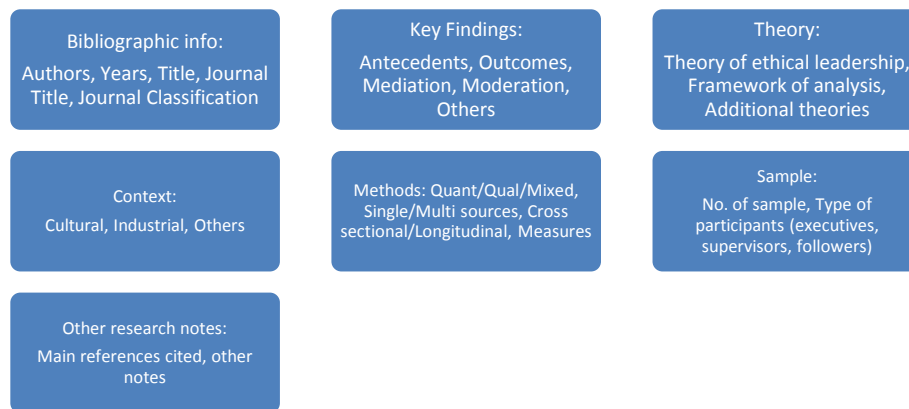 Bibliographic info:
Authors, Years, Title, Journal
Title, Journal Classification
Key Findings:
Antecedents, Outcomes,
Mediation, Moderation,
Others
Theory:
Theory of ethical leadership,
Framework of analysis,
Additional theories
Context:
Cultural, Industrial, Others
Methods: Quant/Qual/Mixed,
Single/Multi sources, Cross
sectional/Longitudinal, Measures
Sample:
No. of sample, Type of
participants (executives,
supervisors, followers)
Other research notes:
Main references cited, other
notes